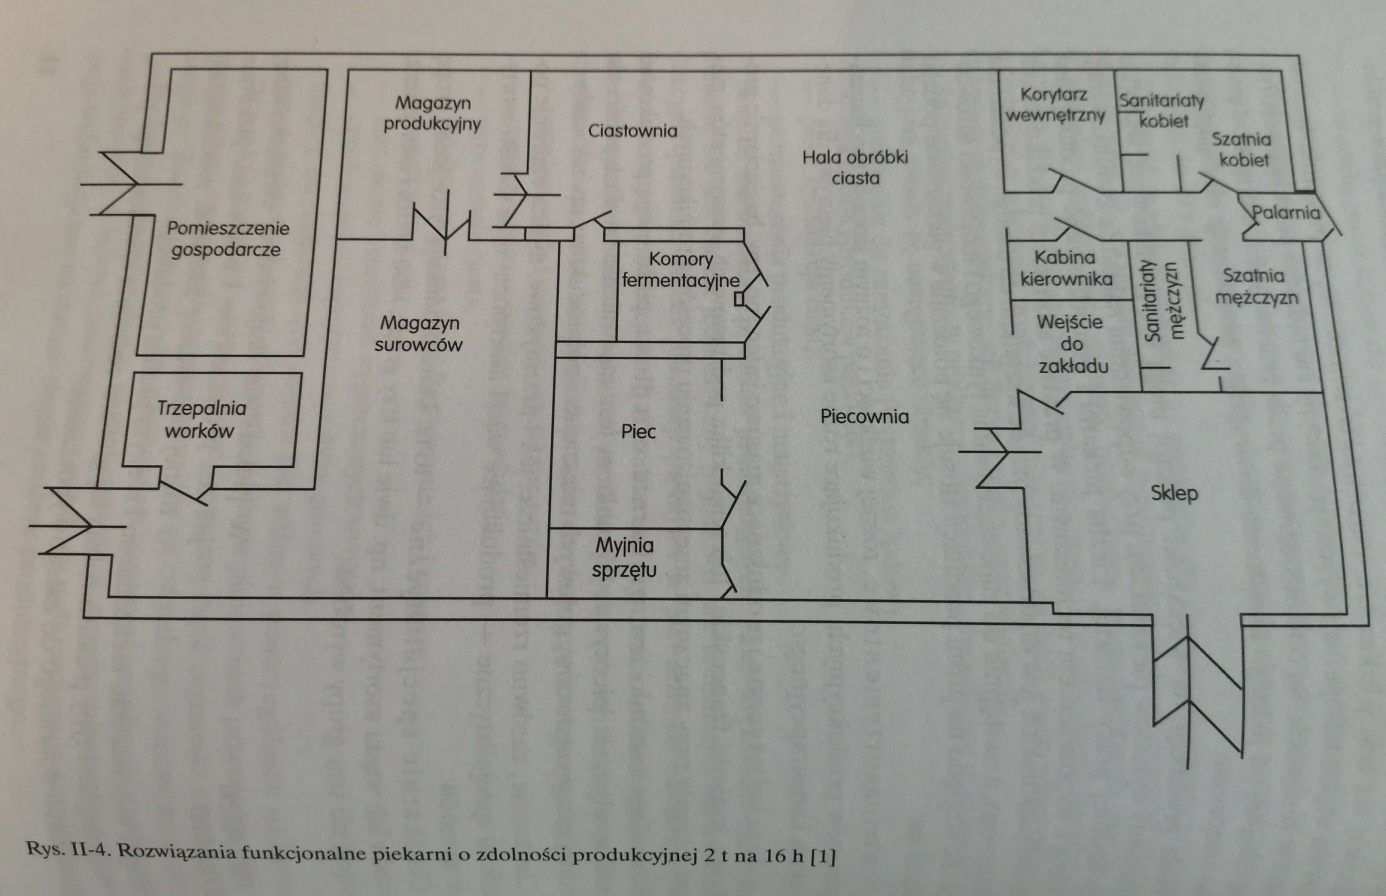 Magazyn
produkcyjny
Ciastownia
Hala obróbki
ciasta
Korytarz
wewnętrzny
Sanitariaty
kobiet
Szatnia
kobiet
Palarnia
Pomieszczenie
gospodarcze
Komory
fermentacyjne
Kabina
kierownika
Sanitariaty
mężczyzn
Szatnia
mężczyzn
Magazyn
surowców
Wejście
do
zakładu
Trzepalnia
worków
Piec
Piecownia
Sklep
Myjnia
sprzętu
Rys. II-4. Rozwiązania funkcjonalne piekarni o zdolności produkcyjnej 2 t na 16 h [1]